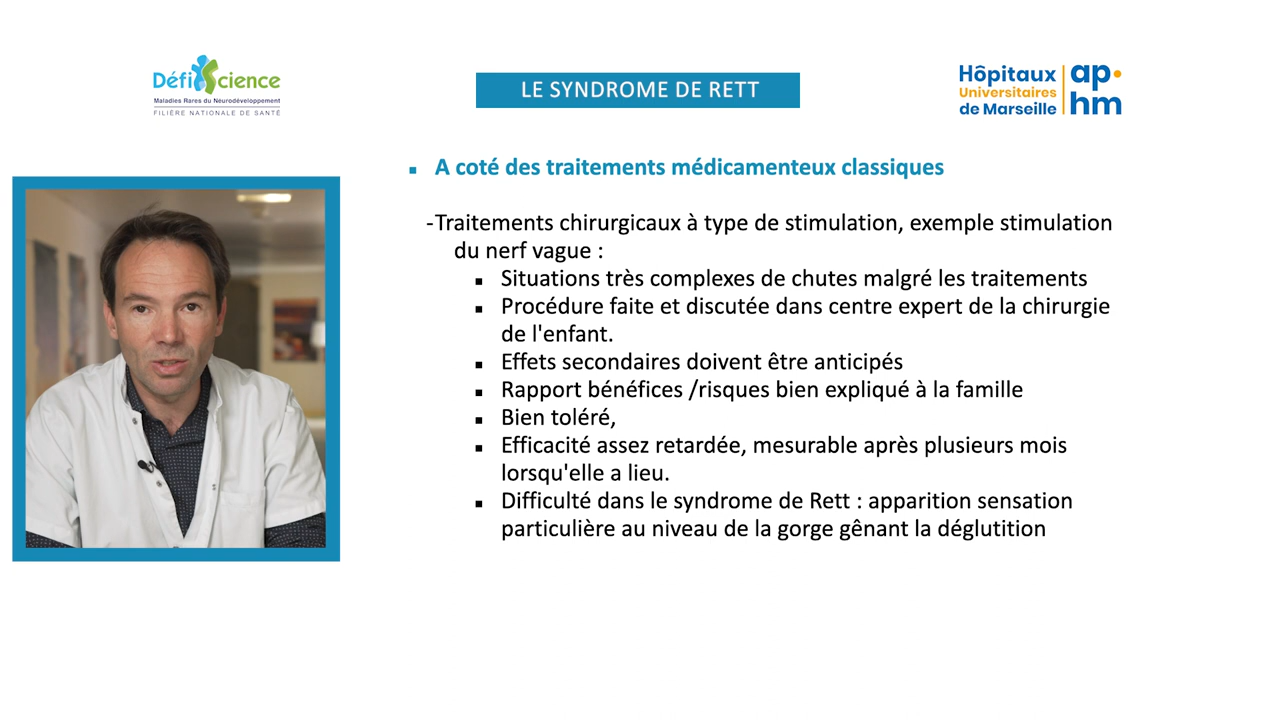 Défi Science
Maladies Rares du Neurodéveloppement
FILIÈRE NATIONALE DE SANTÉ
LE SYNDROME DE RETT
Hôpitaux
Universitaires
de Marseille
ap·
hm
A coté des traitements médicamenteux classiques
-Traitements chirurgicaux à type de stimulation, exemple stimulation
du nerf vague :
Situations très complexes de chutes malgré les traitements
Procédure faite et discutée dans centre expert de la chirurgie
de l'enfant.
Effets secondaires doivent être anticipés
Rapport bénéfices /risques bien expliqué à la famille
Bien toléré,
Efficacité assez retardée, mesurable après plusieurs mois
lorsqu'elle a lieu.
Difficulté dans le syndrome de Rett : apparition sensation
particulière au niveau de la gorge gênant la déglutition